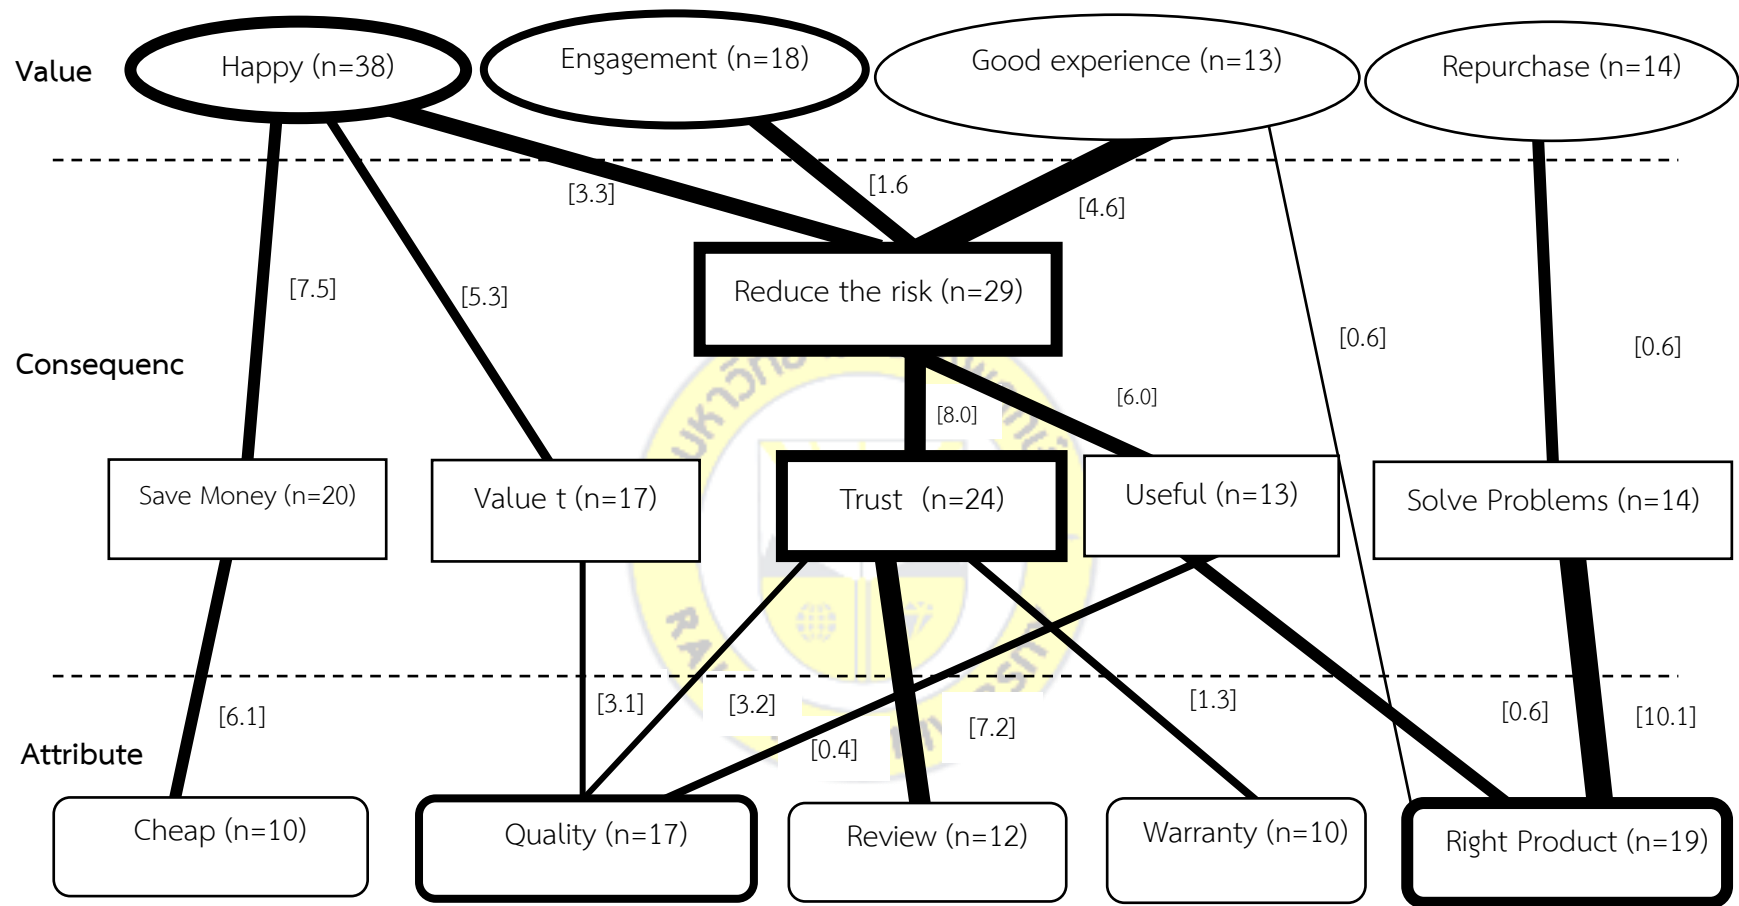 Value
Happy (n=38)
Engagement (n=18)
Good experience (n=13)
Repurchase (n=14)
[3.3]
[1.6
[4.6]
[7.5]
[5.3]
Reduce the risk (n=29)
[0.6]
[0.6]
Consequenc
[8.0]
[6.0]
Save Money (n=20)
Value t (n=17)
Trust (n=24)
Useful (n=13)
Solve Problems (n=14)
[6.1]
[3.1]
[3.2]
[0.4]
[7.2]
[1.3]
[0.6]
[10.1]
Attribute
Cheap (n=10)
Quality (n=17)
Review (n=12)
Warranty (n=10)
Right Product (n=19)